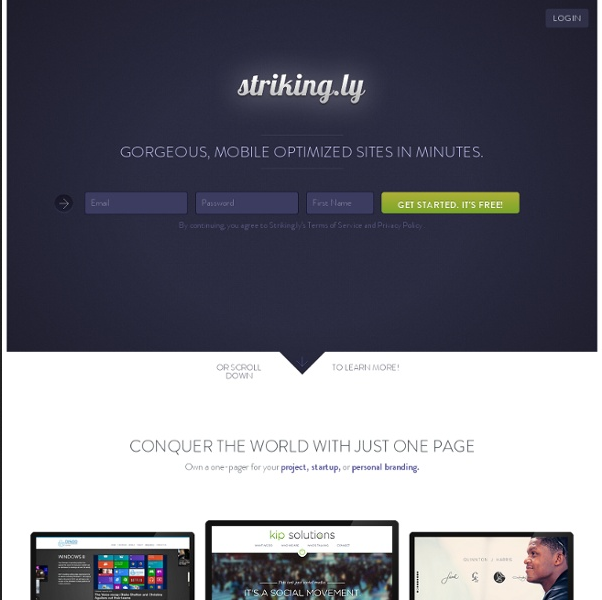 LOGIN
striking.ly
GORGEOUS, MOBILE OPTIMIZED SITES IN MINUTES.
Email
Password
First Name
GET STARTED. IT'S FREE!
By continuing, you agree to Strikingly's Terms of Service and Privacy Policy
OR SCROLL DOWN
TO LEARN MORE!
CONQUER THE WORLD WITH JUST ONE PAGE
Own a one-pager for your project, startup, or personal branding.
WINDOWS 8
kip solutions
IT'S A SOCIAL MOVEMENT